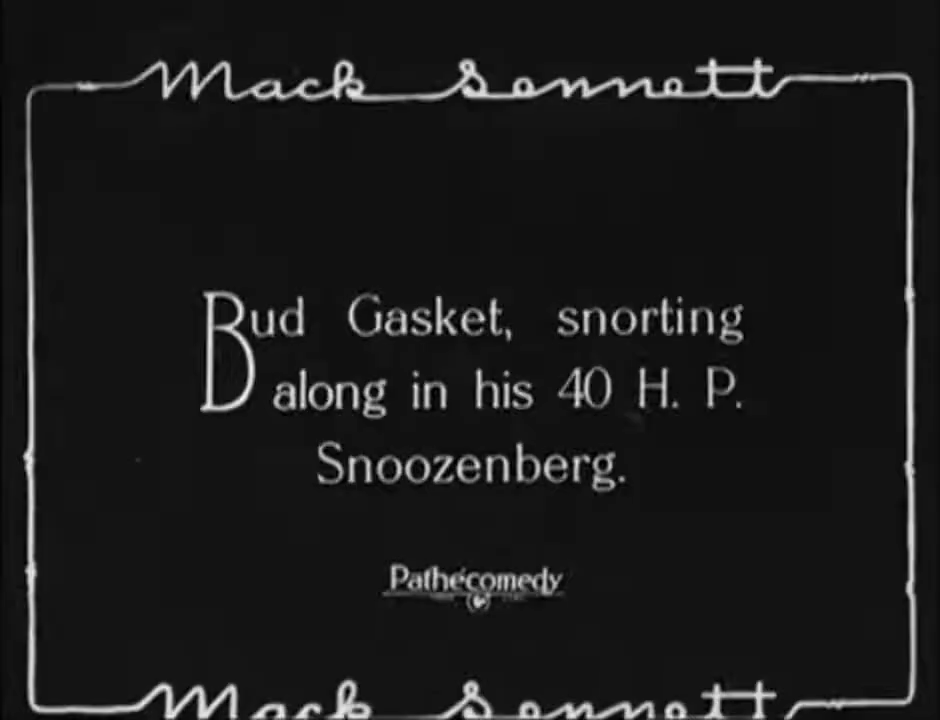 Mack Sennett
Bud Gasket, snorting
along in his 40 H. P.
Snoozenberg.
Pathécomedy
Mack Sennett